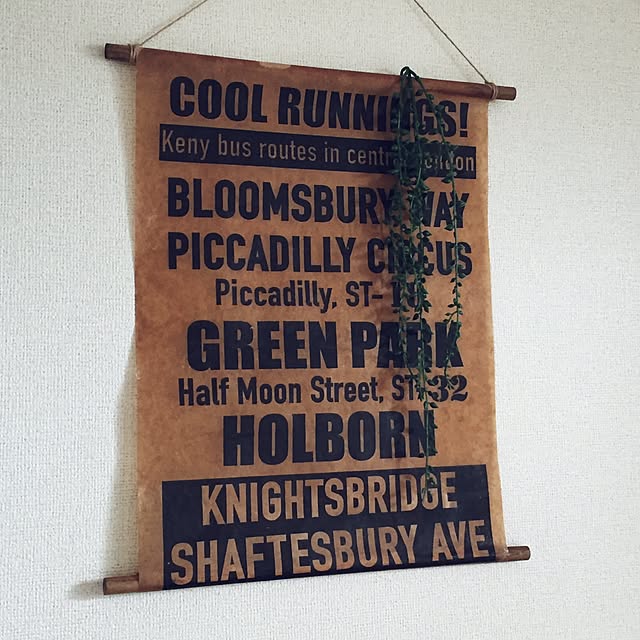 COOL RUNNINGS!
Keny bus routes in central London
BLOOMSBURY WAY
PICCADILLY CIRCUS
Piccadilly, ST-
GREEN PARK
Half Moon Street, ST-32
HOLBORN
KNIGHTSBRIDGE
SHAFTESBURY AVE